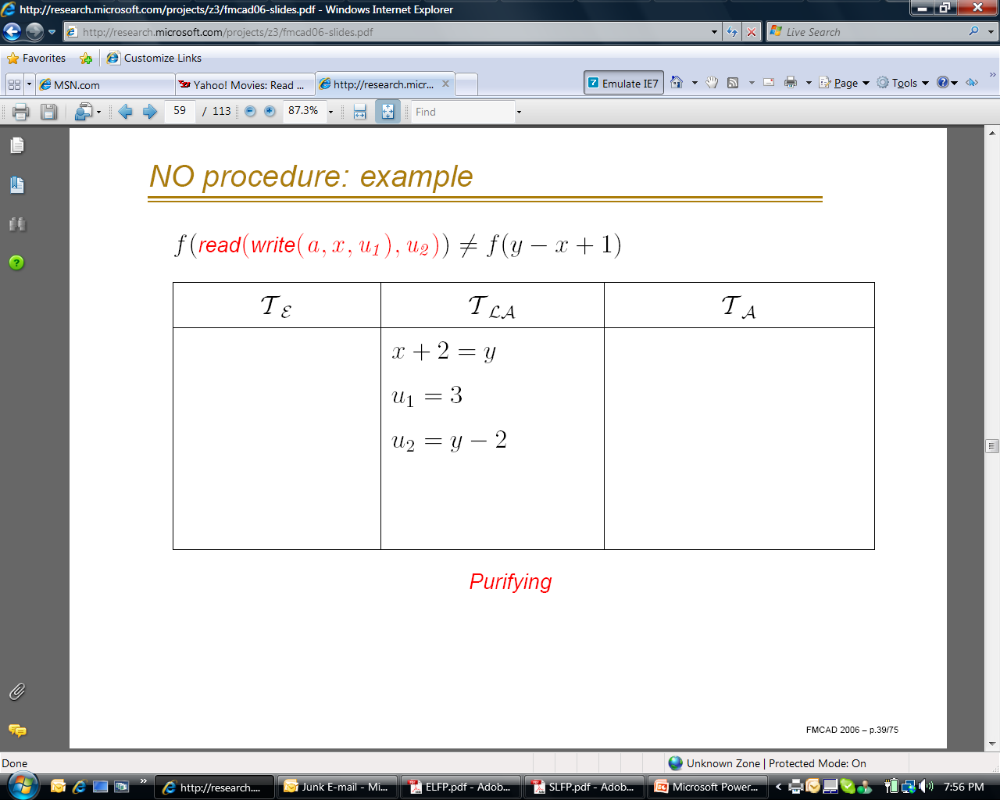 http://research.microsoft.com/projects/z3/fmcad06-slides.pdf - Windows Internet Explorer
http://research.microsoft.com/projects/z3/fmcad06-slides.pdf Live Search
Favorites Customize Links
MSN.com Yahoo! Movies: Read ... http://research.micr... Emulate IE7 Page Tools
59 / 113 87.3% Find
NO procedure: example
f(read(write(a, x, u₁), u₂)) ≠ f(y − x + 1)
𝒯_ℰ 𝒯_ℒ𝒜 𝒯_𝒜
x + 2 = y
u₁ = 3
u₂ = y − 2
Purifying
FMCAD 2006 – p.39/75
Done Unknown Zone | Protected Mode: On
http://research.... Junk E-mail - Mi... ELFP.pdf - Adob... SLFP.pdf - Adob... Microsoft Power... 7:56 PM